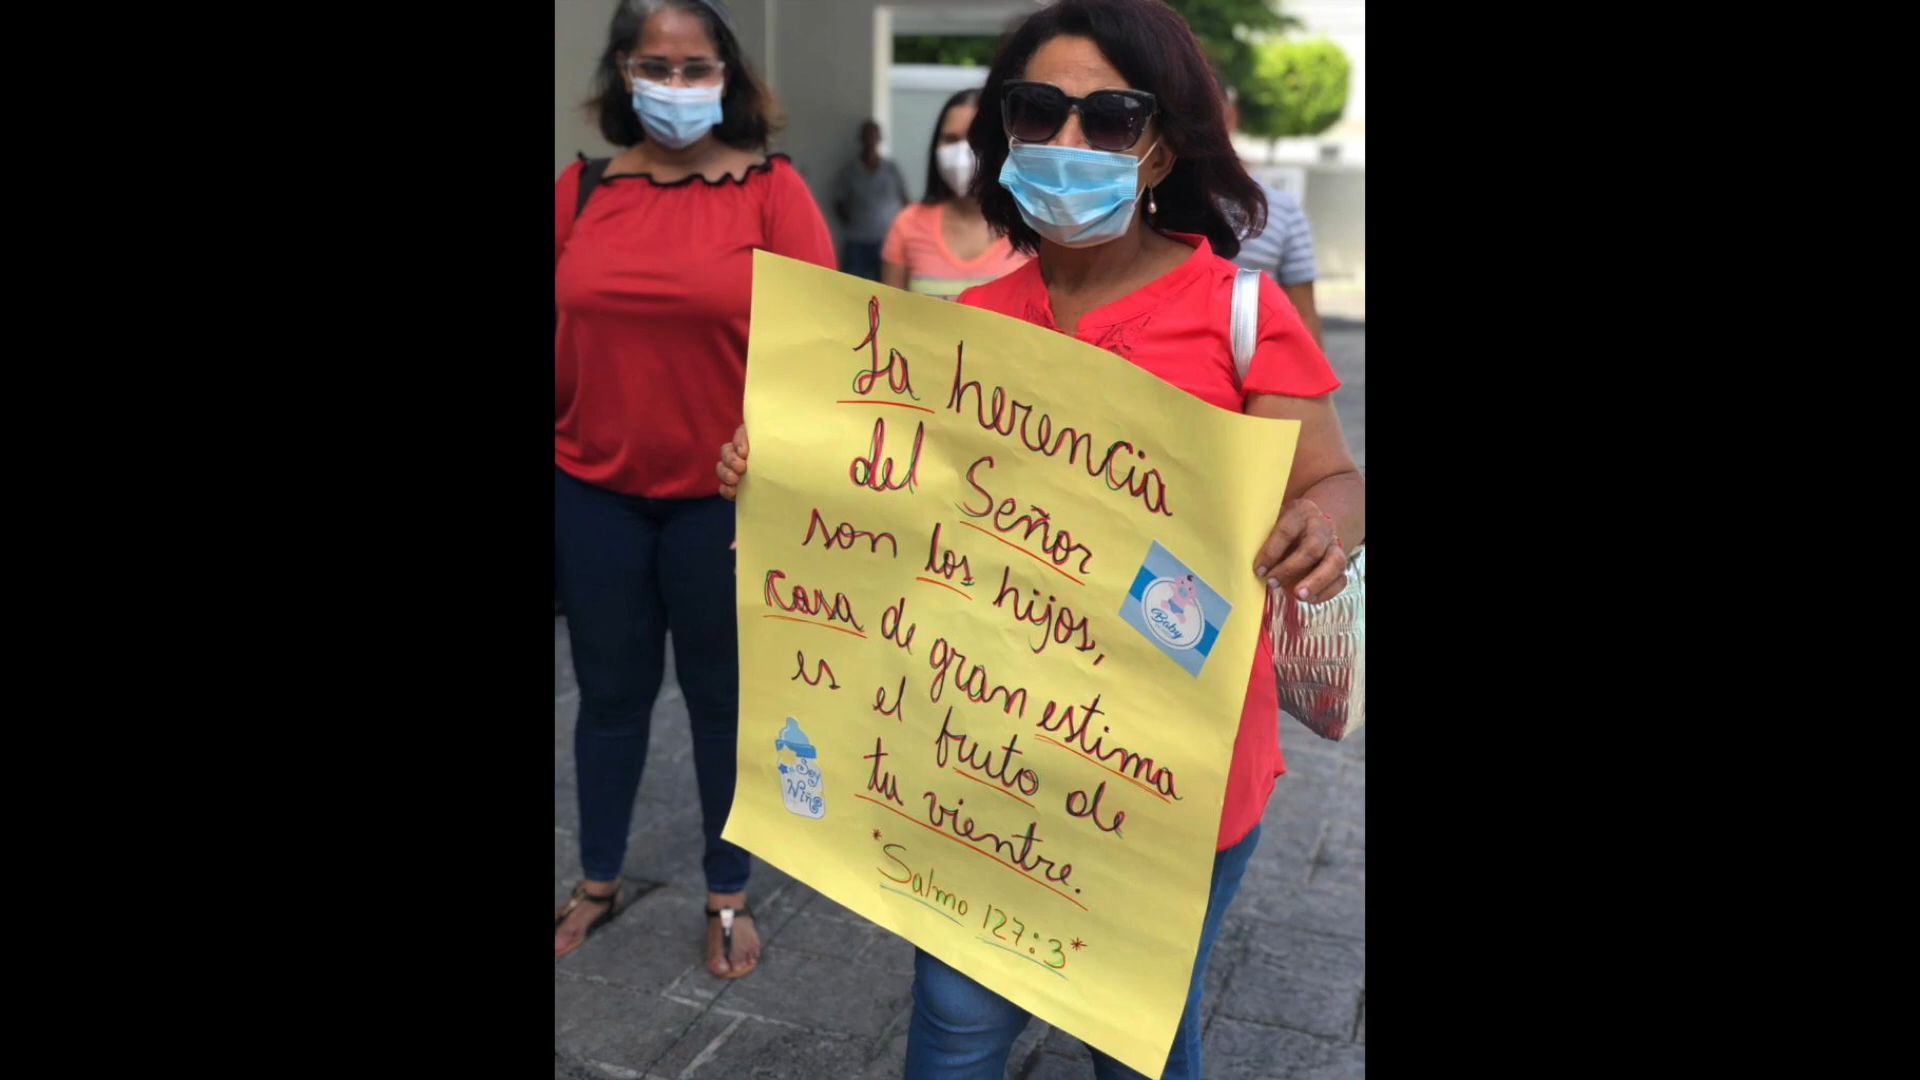 La herencia
del Señor
son los hijos,
Cosa de gran estima
es el fruto de
tu vientre.
*Salmo 127:3*
Baby
Soy
Niño